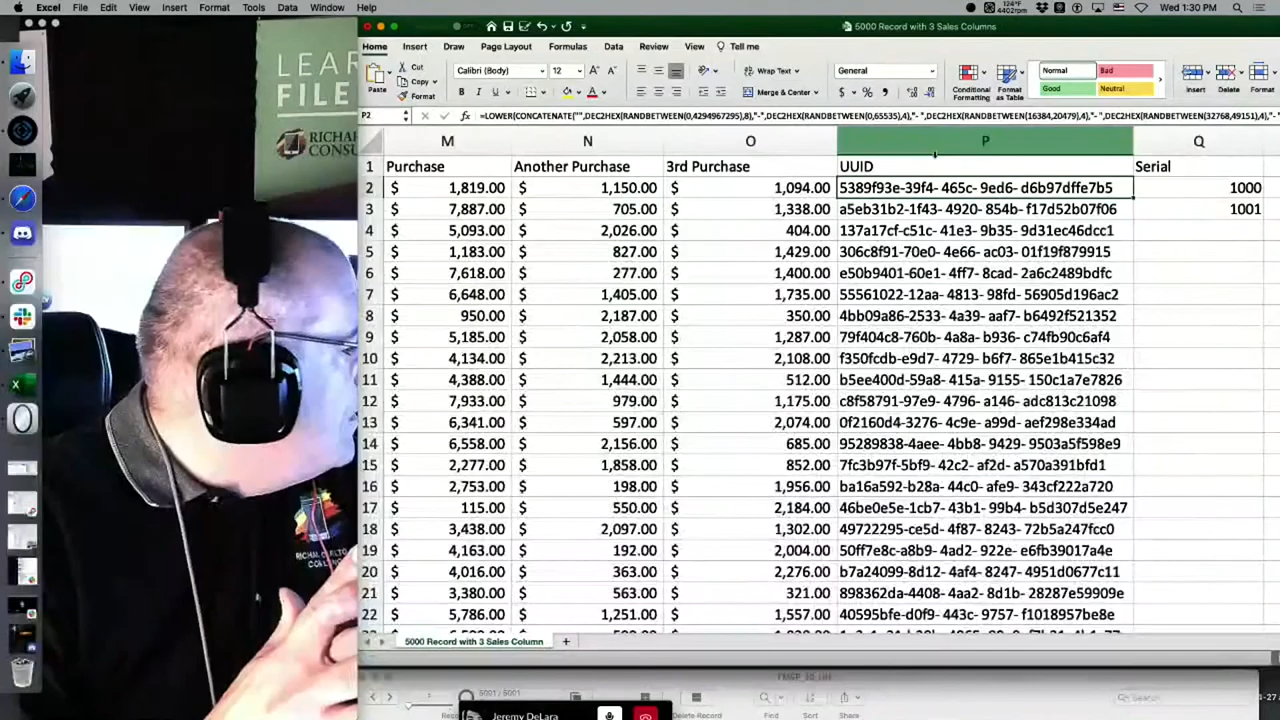 Excel File Edit View Insert Format Tools Data Window Help
124°F
4402rpm
Wed 1:30 PM
5000 Record with 3 Sales Columns
Home Insert Draw Page Layout Formulas Data Review View Tell me
Paste
Cut
Copy
Format
Calibri (Body) 12
B I U
Wrap Text
Merge & Center
General
Conditional
Formatting
Format
as Table
Normal Bad
Good Neutral
Insert Delete Format
P2 =LOWER(CONCATENATE("",DEC2HEX(RANDBETWEEN(0,4294967295),8),"-",DEC2HEX(RANDBETWEEN(0,65535),4),"- ",DEC2HEX(RANDBETWEEN(16384,20479),4),"- ",DEC2HEX(RANDBETWEEN(32768,49151),4),"-
M N O P Q
1 Purchase Another Purchase 3rd Purchase UUID Serial
2 $ 1,819.00 $ 1,150.00 $ 1,094.00 5389f93e-39f4- 465c- 9ed6- d6b97dffe7b5 1000
3 $ 7,887.00 $ 705.00 $ 1,338.00 a5eb31b2-1f43- 4920- 854b- f17d52b07f06 1001
4 $ 5,093.00 $ 2,026.00 $ 404.00 137a17cf-c51c- 41e3- 9b35- 9d31ec46dcc1
5 $ 1,183.00 $ 827.00 $ 1,429.00 306c8f91-70e0- 4e66- ac03- 01f19f879915
6 $ 7,618.00 $ 277.00 $ 1,400.00 e50b9401-60e1- 4ff7- 8cad- 2a6c2489bdfc
7 $ 6,648.00 $ 1,405.00 $ 1,735.00 55561022-12aa- 4813- 98fd- 56905d196ac2
8 $ 950.00 $ 2,187.00 $ 350.00 4bb09a86-2533- 4a39- aaf7- b6492f521352
9 $ 5,185.00 $ 2,058.00 $ 1,287.00 79f404c8-760b- 4a8a- b936- c74fb90c6af4
10 $ 4,134.00 $ 2,213.00 $ 2,108.00 f350fcdb-e9d7- 4729- b6f7- 865e1b415c32
11 $ 4,388.00 $ 1,444.00 $ 512.00 b5ee400d-59a8- 415a- 9155- 150c1a7e7826
12 $ 7,933.00 $ 979.00 $ 1,175.00 c8f58791-97e9- 4796- a146- adc813c21098
13 $ 6,341.00 $ 597.00 $ 2,074.00 0f2160d4-3276- 4c9e- a99d- aef298e334ad
14 $ 6,558.00 $ 2,156.00 $ 685.00 95289838-4aee- 4bb8- 9429- 9503a5f598e9
15 $ 2,277.00 $ 1,858.00 $ 852.00 7fc3b97f-5bf9- 42c2- af2d- a570a391bfd1
16 $ 2,753.00 $ 198.00 $ 1,956.00 ba16a592-b28a- 44c0- afe9- 343cf222a720
17 $ 115.00 $ 550.00 $ 2,184.00 46be0e5e-1cb7- 43b1- 99b4- b5d307d5e247
18 $ 3,438.00 $ 2,097.00 $ 1,302.00 49722295-ce5d- 4f87- 8243- 72b5a247fcc0
19 $ 4,163.00 $ 192.00 $ 2,004.00 50ff7e8c-a8b9- 4ad2- 922e- e6fb39017a4e
20 $ 4,016.00 $ 363.00 $ 2,276.00 b7a24099-8d12- 4af4- 8247- 4951d0677c11
21 $ 3,380.00 $ 563.00 $ 321.00 898362da-4408- 4aa2- 8d1b- 28287e59909e
22 $ 5,786.00 $ 1,251.00 $ 1,557.00 40595bfe-d0f9- 443c- 9757- f1018957be8e
5000 Record with 3 Sales Column +
5001 / 5001
Delete Record Find Sort Share
Search
Jeremy DeLara
LEAR
FILE
RICHAR
CONSU